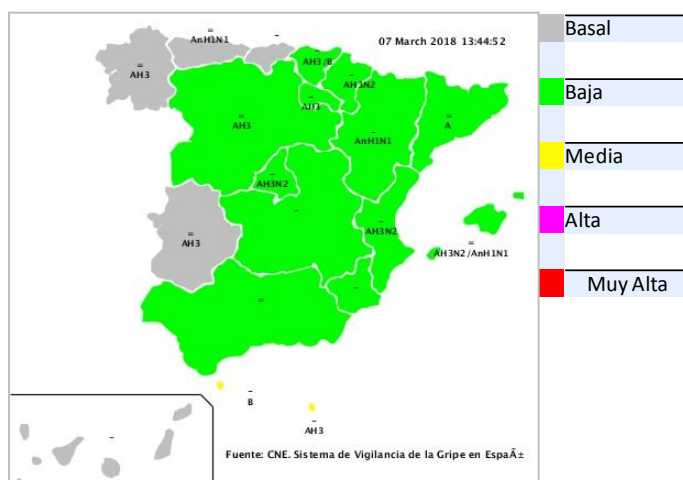 =
AnH1N1
–
07 March 2018 13:44:52
=
AH3
–
AH3/B
–
AH3N2
–
AH3
=
AH3
–
AnH1N1
=
A
–
AH3N2
–
–
AH3N2
=
AH3
=
AH3N2/AnH1N1
–
=
–
B
–
AH3
–
Fuente: CNE. Sistema de Vigilancia de la Gripe en EspaÃ±
Basal
Baja
Media
Alta
Muy Alta